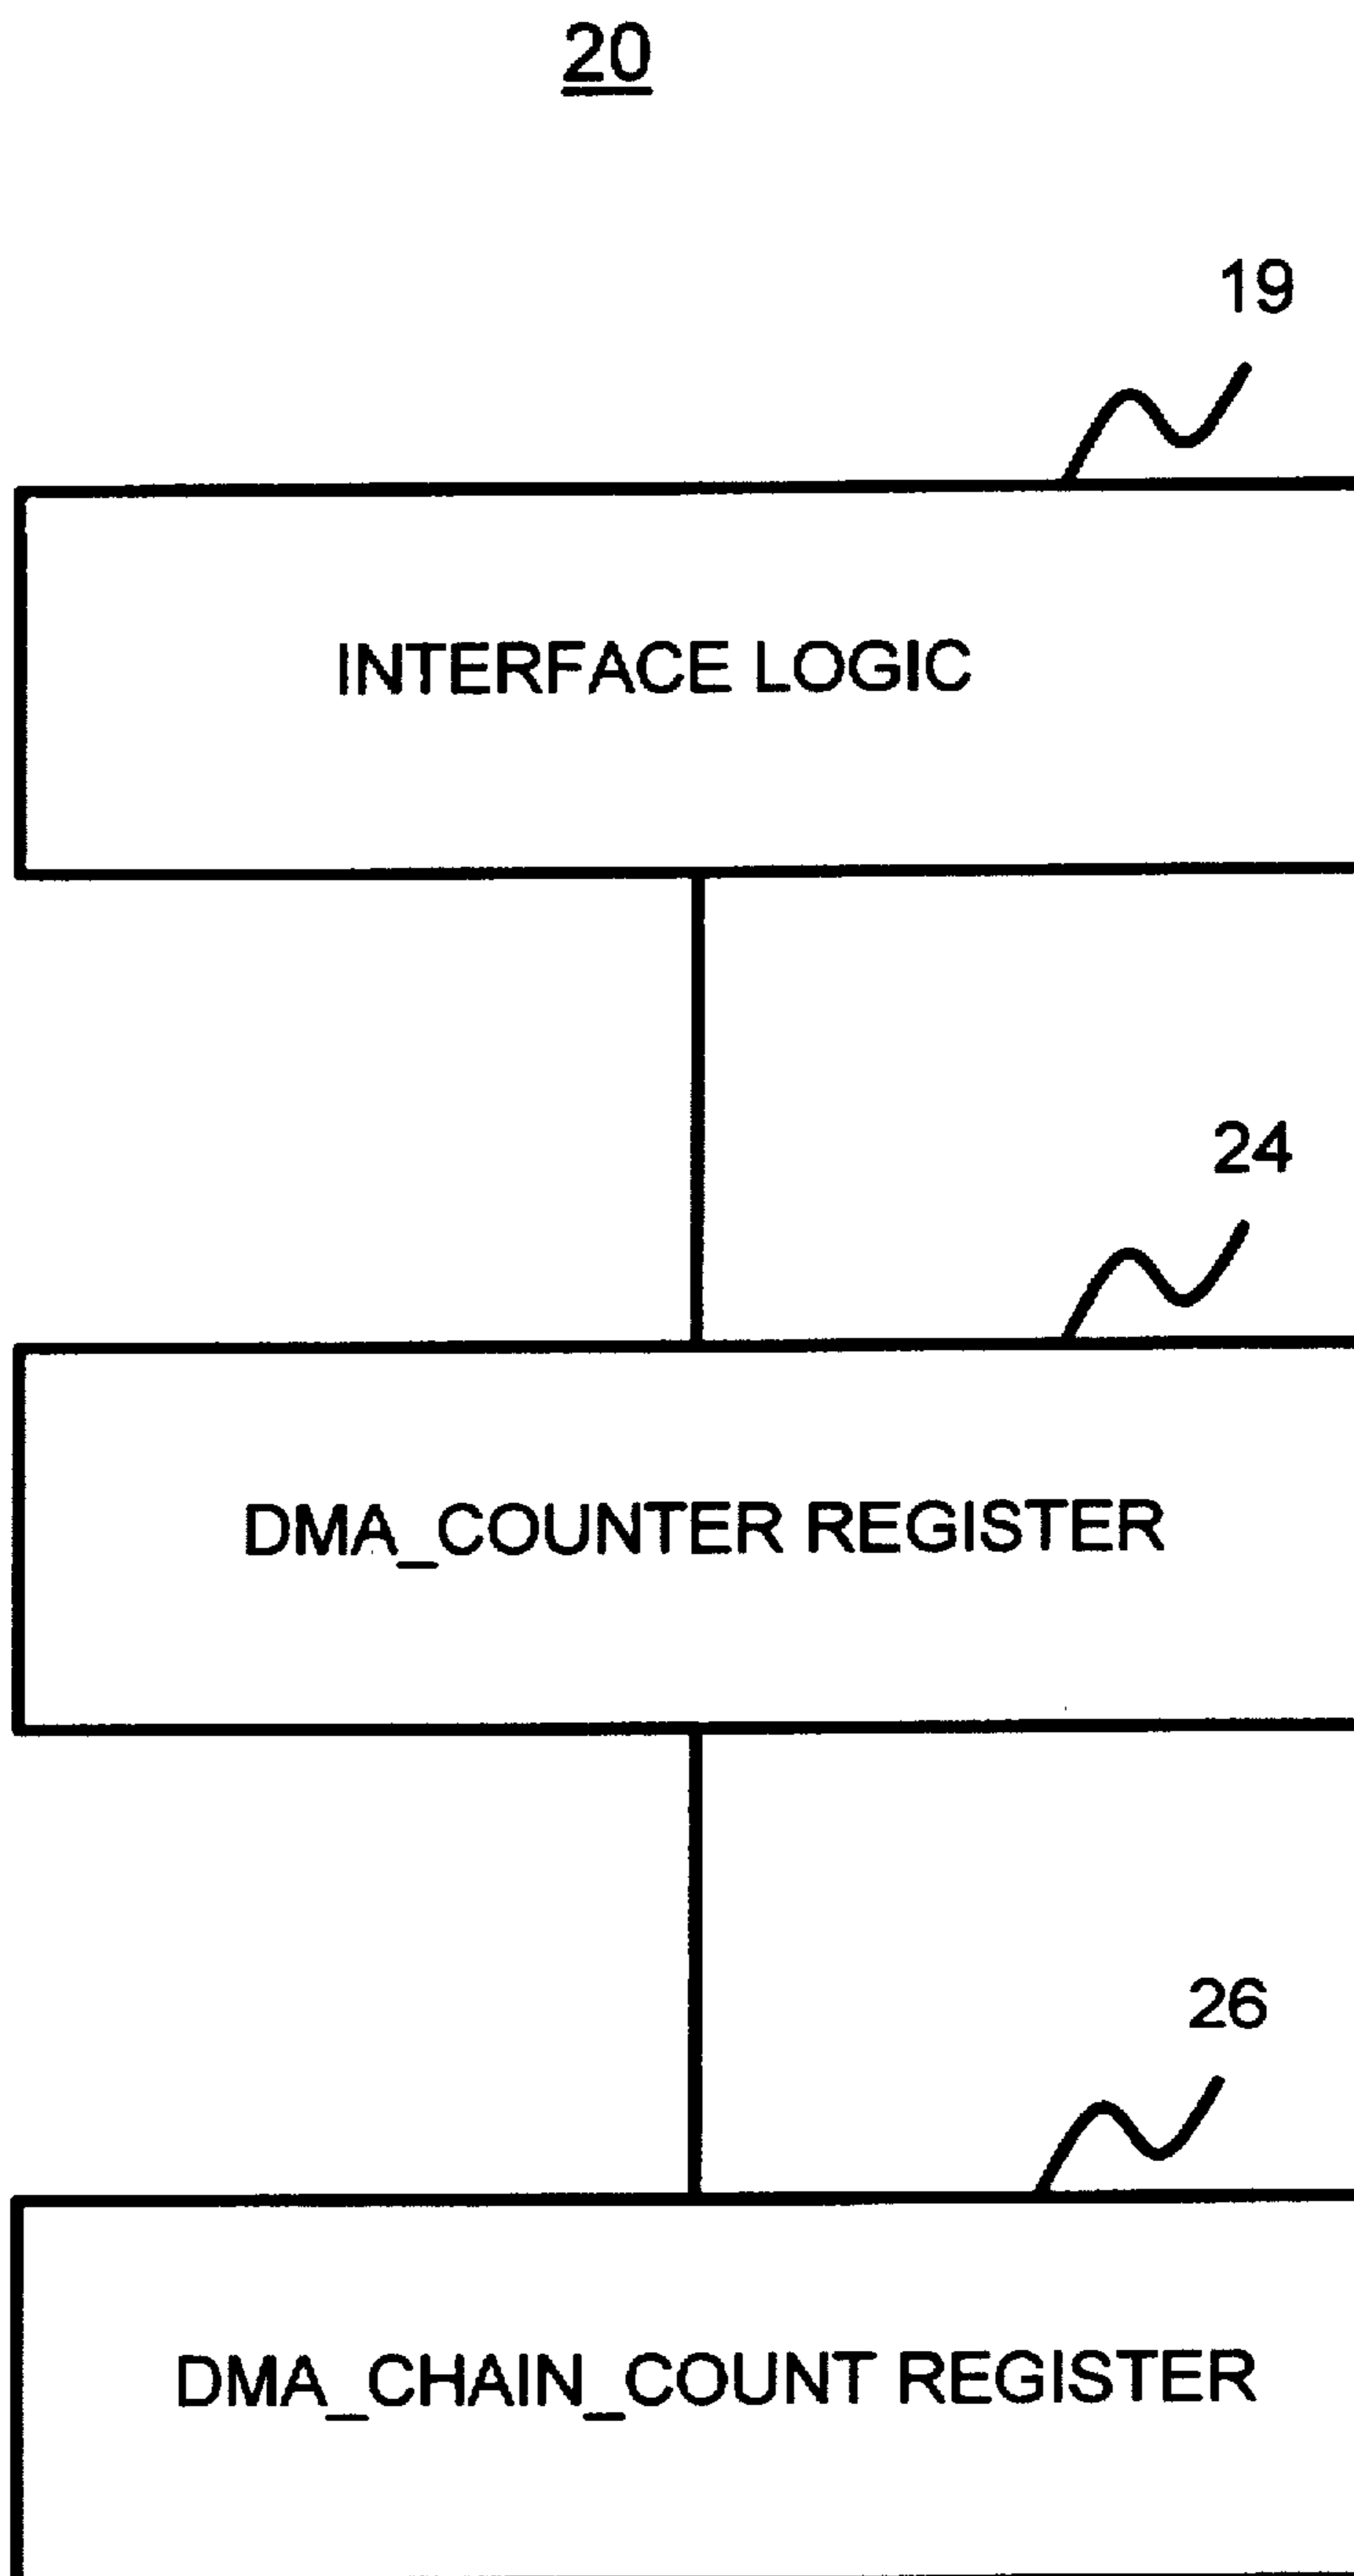 20
19
INTERFACE LOGIC
24
DMA_COUNTER REGISTER
26
DMA_CHAIN_COUNT REGISTER